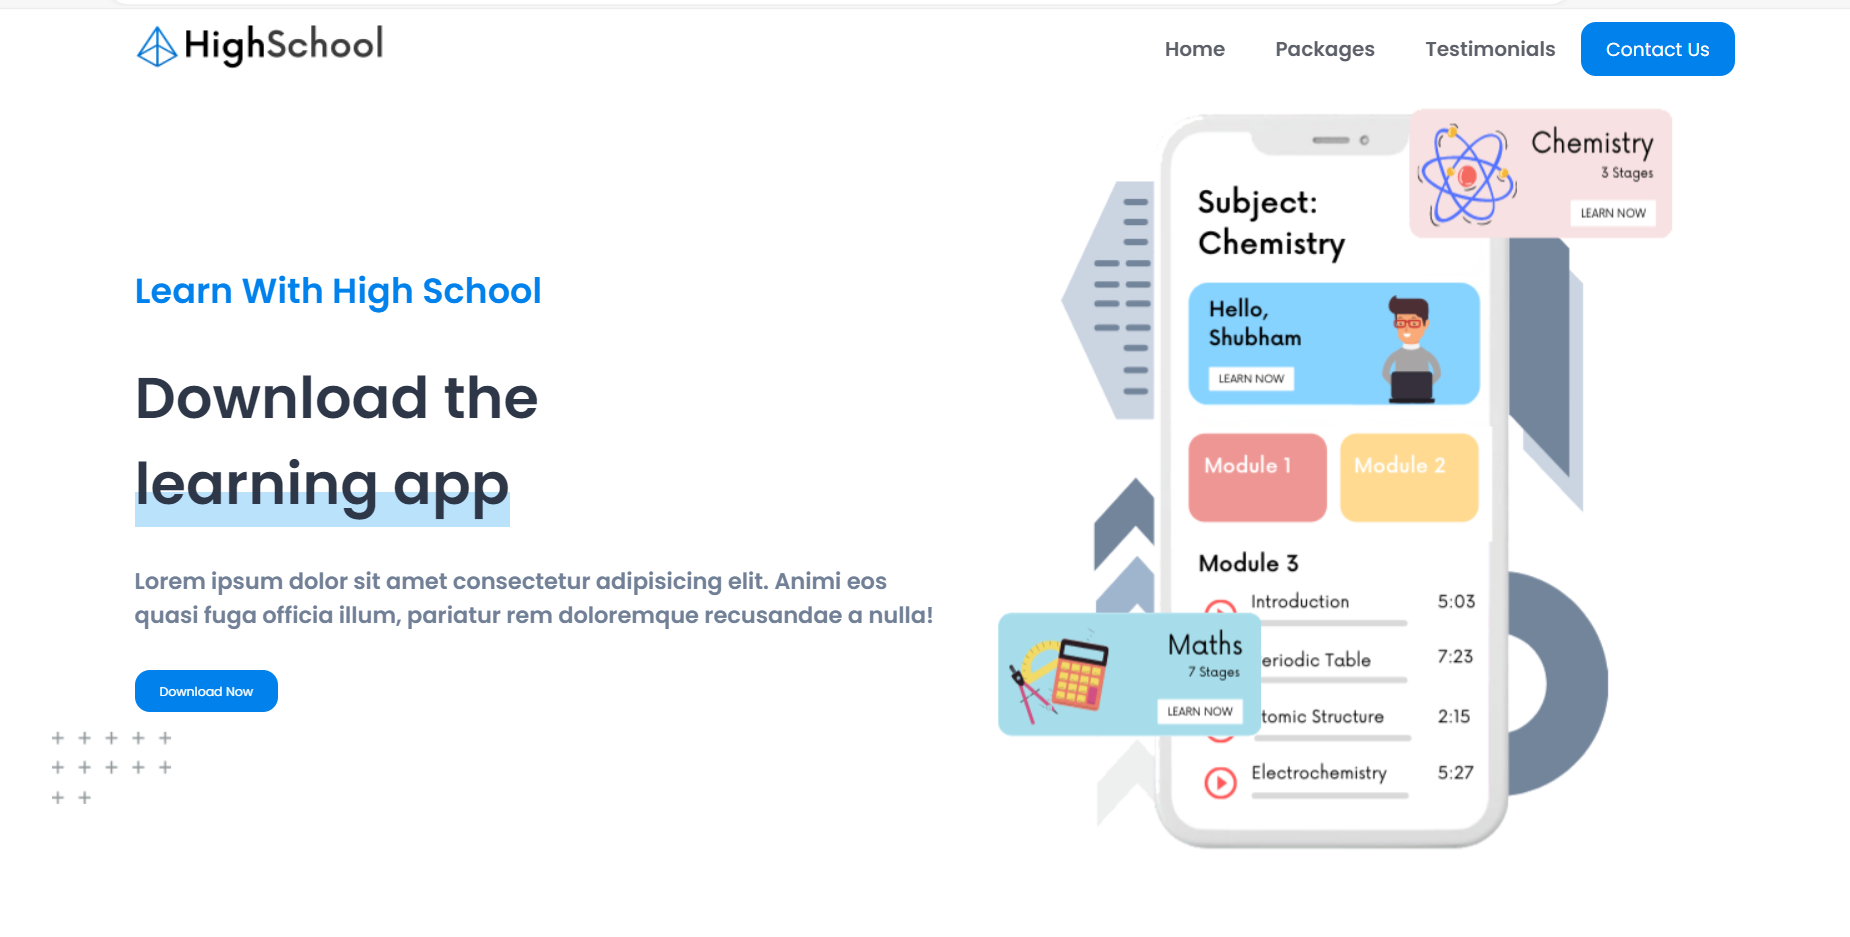 HighSchool
Home Packages Testimonials Contact Us
Learn With High School
Download the
learning app
Lorem ipsum dolor sit amet consectetur adipisicing elit. Animi eos
quasi fuga officia illum, pariatur rem doloremque recusandae a nulla!
Download Now
Chemistry
3 Stages
LEARN NOW
Subject:
Chemistry
Hello,
Shubham
LEARN NOW
Module 1 Module 2
Module 3
Introduction 5:03
eriodic Table 7:23
tomic Structure 2:15
Electrochemistry 5:27
Maths
7 Stages
LEARN NOW